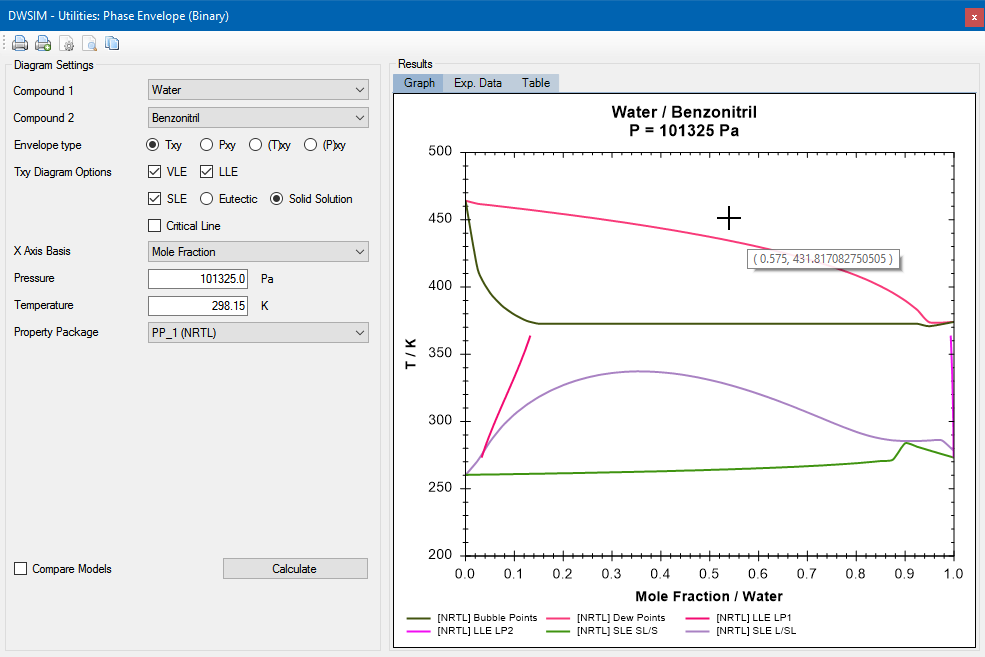 DWSIM - Utilities: Phase Envelope (Binary)
x
Diagram Settings
Compound 1 Water
Compound 2 Benzonitril
Envelope type Txy Pxy (T)xy (P)xy
Txy Diagram Options VLE LLE
SLE Eutectic Solid Solution
Critical Line
X Axis Basis Mole Fraction
Pressure 101325.0 Pa
Temperature 298.15 K
Property Package PP_1 (NRTL)
Compare Models Calculate
Results
Graph Exp. Data Table
Water / Benzonitril
P = 101325 Pa
500
450
400
350
300
250
200
T / K
( 0.575, 431.817082750505 )
0.0 0.1 0.2 0.3 0.4 0.5 0.6 0.7 0.8 0.9 1.0
Mole Fraction / Water
[NRTL] Bubble Points [NRTL] Dew Points [NRTL] LLE LP1
[NRTL] LLE LP2 [NRTL] SLE SL/S [NRTL] SLE L/SL